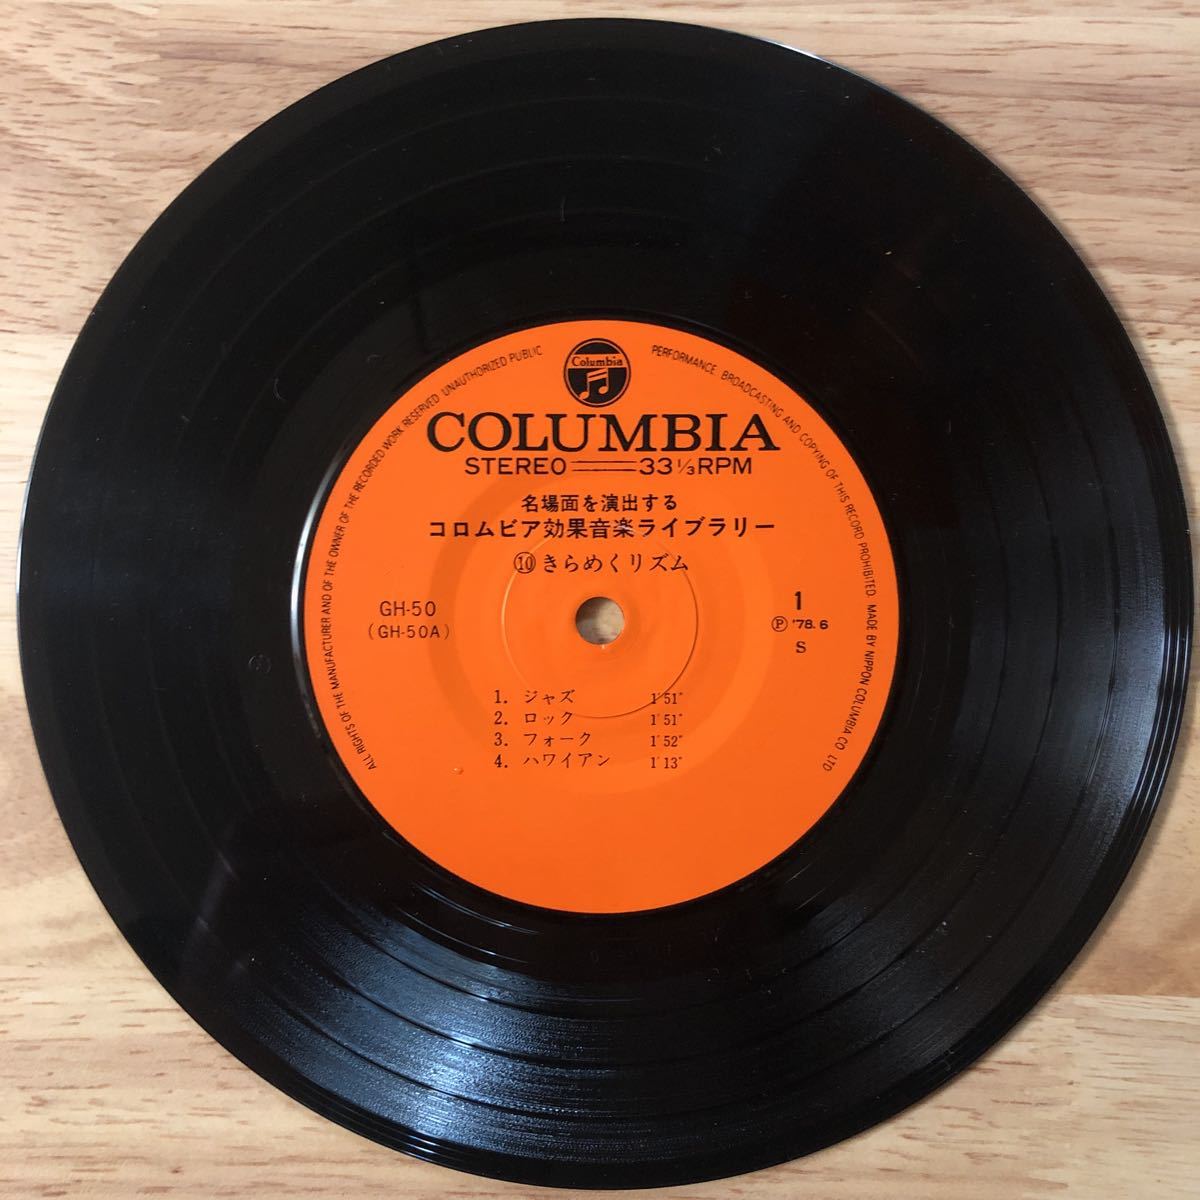 Columbia
COLUMBIA
STEREO 33 1/3 RPM
名場面を演出する
コロムビア効果音楽ライブラリー
⑩きらめくリズム
GH-50
(GH-50A)
1
Ⓟ '78.6
S
1. ジャズ 1'51"
2. ロック 1'51"
3. フォーク 1'52"
4. ハワイアン 1'13"
ALL RIGHTS OF THE MANUFACTURER AND OF THE OWNER OF THE RECORDED WORK RESERVED UNAUTHORIZED PUBLIC PERFORMANCE BROADCASTING AND COPYING OF THIS RECORD PROHIBITED. MADE BY NIPPON COLUMBIA CO LTD